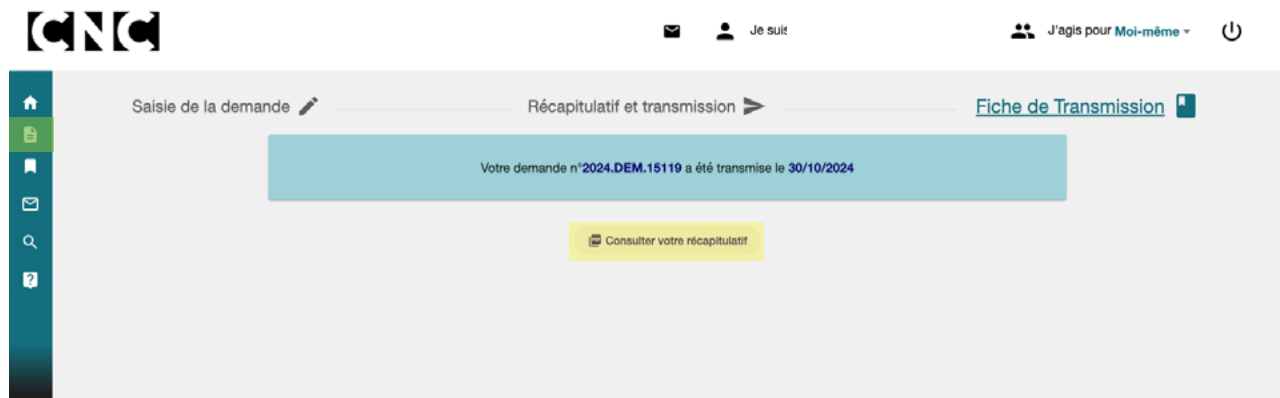 CNC
Je suis
J'agis pour Moi-même
Saisie de la demande
Récapitulatif et transmission
Fiche de Transmission
Votre demande n°2024.DEM.15119 a été transmise le 30/10/2024
Consulter votre récapitulatif